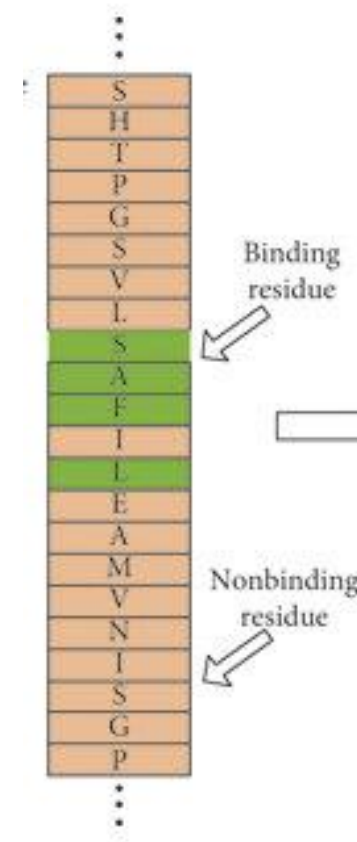 S
H
T
P
G
S
V
L
S
A
F
I
L
E
A
M
V
N
I
S
G
P
Binding
residue
Nonbinding
residue